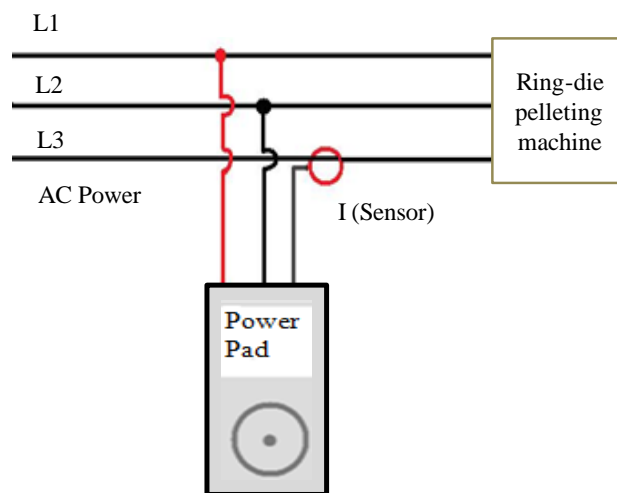 L1
L2
L3
AC Power
Ring-die
pelleting
machine
I (Sensor)
Power
Pad